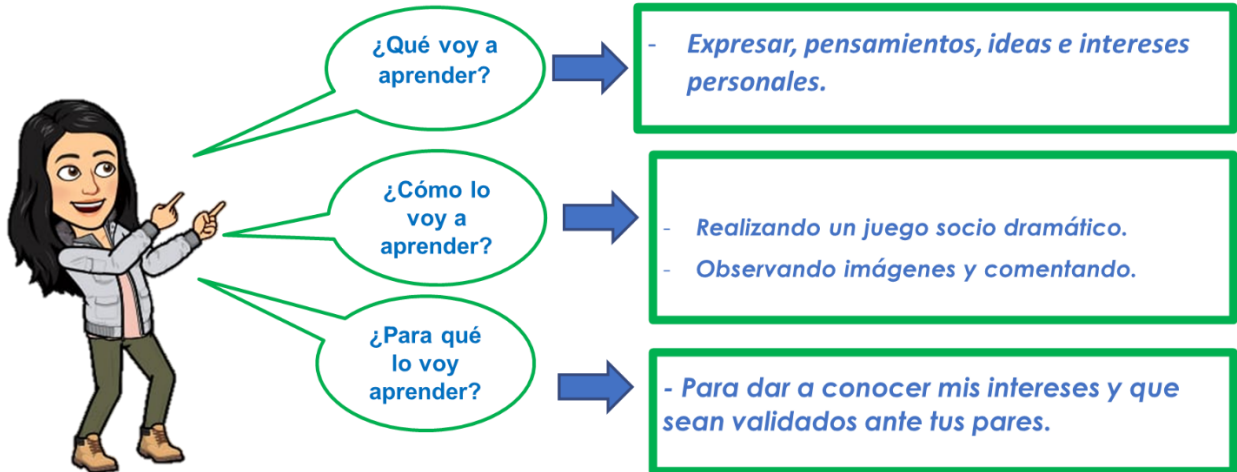 ¿Qué voy a
aprender?
- Expresar, pensamientos, ideas e intereses
personales.
¿Cómo lo
voy a
aprender?
- Realizando un juego socio dramático.
- Observando imágenes y comentando.
¿Para qué
lo voy
aprender?
- Para dar a conocer mis intereses y que
sean validados ante tus pares.